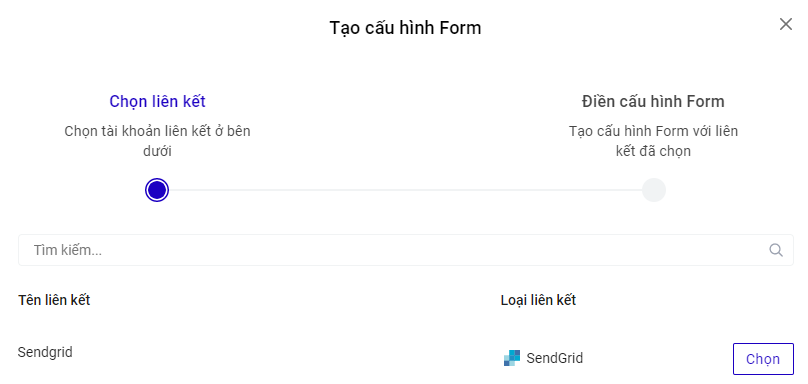 Tạo cấu hình Form
Chọn liên kết
Chọn tài khoản liên kết ở bên
dưới
Điền cấu hình Form
Tạo cấu hình Form với liên
kết đã chọn
Tìm kiếm...
Tên liên kết
Loại liên kết
Sendgrid
SendGrid
Chọn